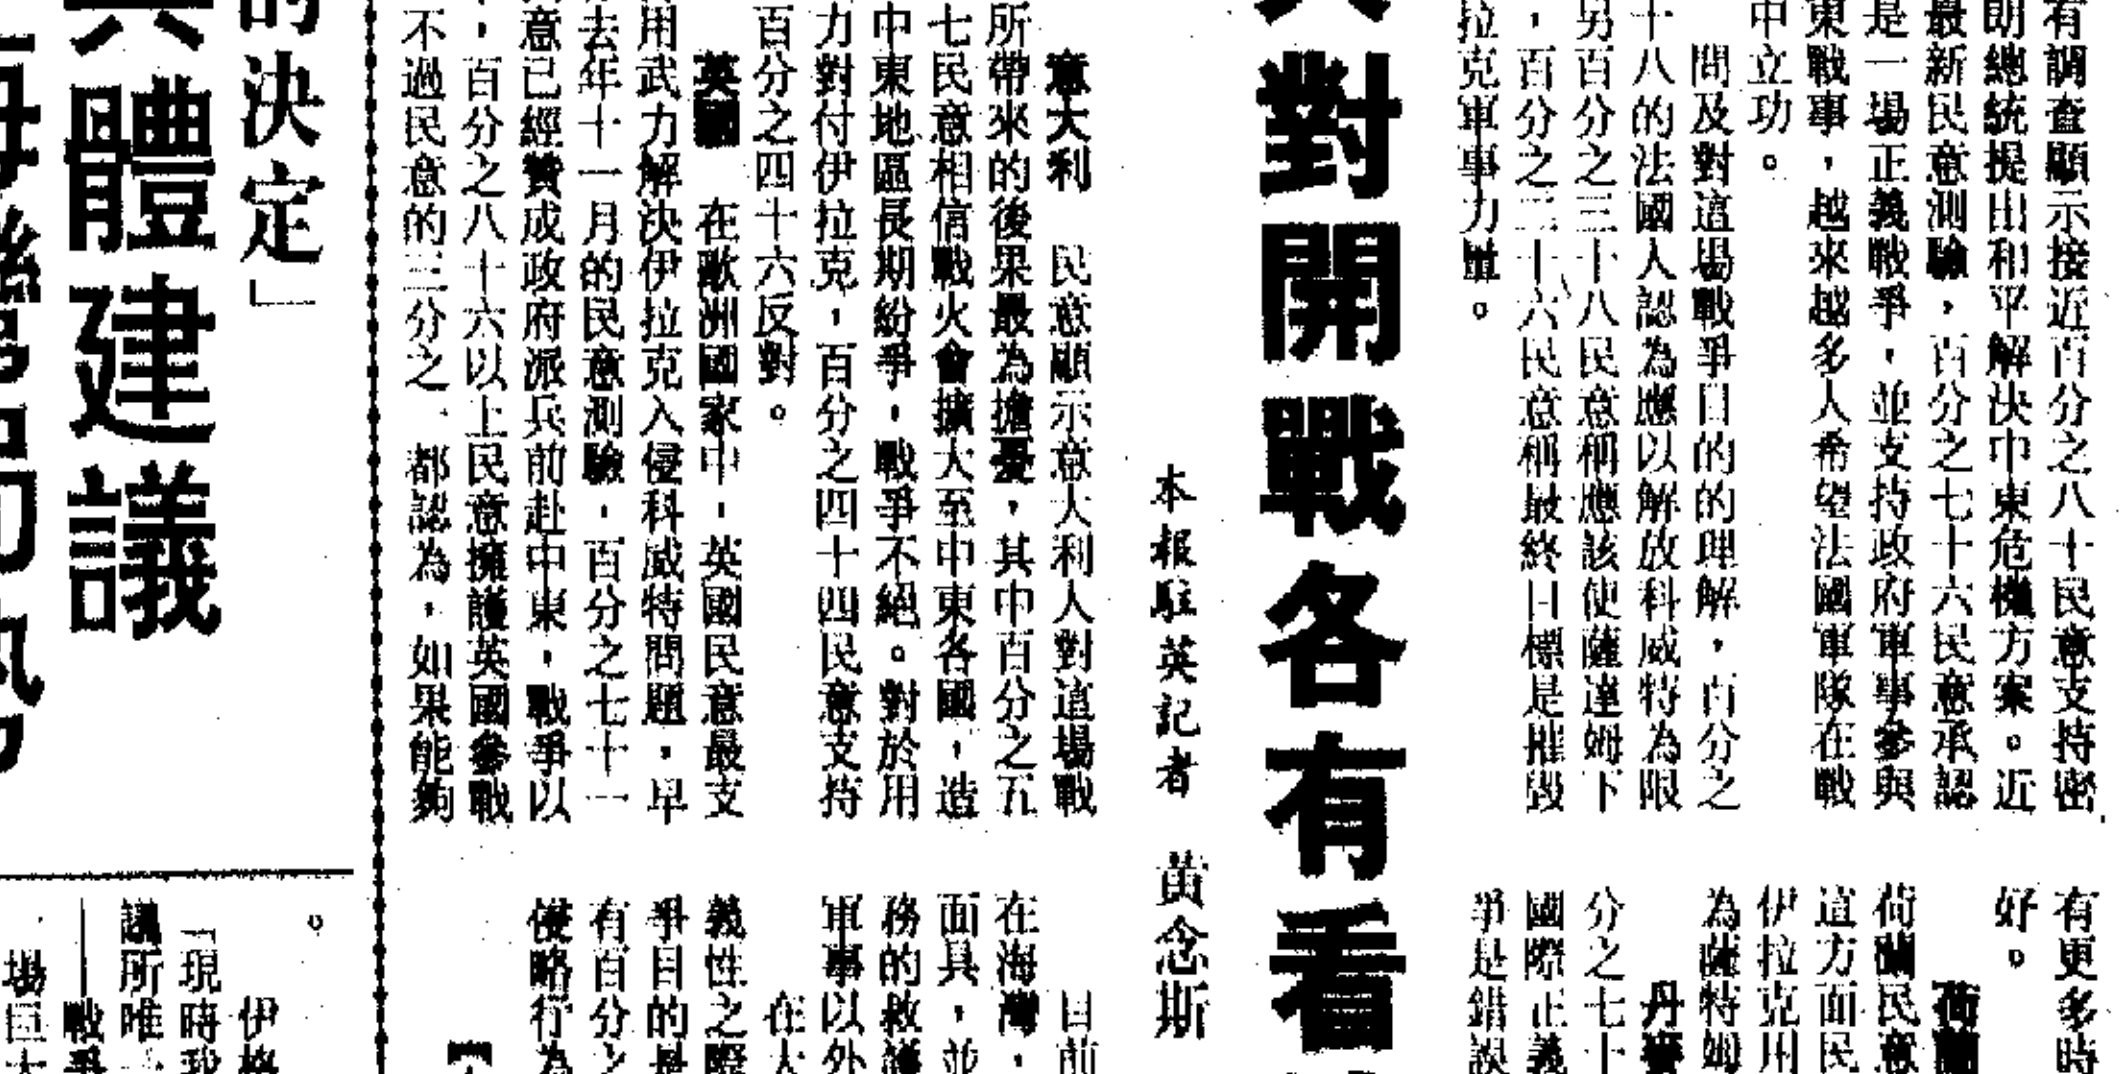 有調查顯示接近百分之八十民意支持密
朗總統提出和平解決中東危機方案。近
最新民意測驗，百分之七十六民意承認
是一場正義戰爭，並支持政府軍事參與
東戰事，越來越多人希望法國軍隊在戰
中立功。
問及對這場戰爭目的的理解，百分之
十八的法國人認為應以解放科威特為限
另百分之三十八民意稱應該使薩達姆下
，百分之三十六民意稱最終目標是摧毀
拉克軍事力量。
有更多時
好。
荷蘭
荷蘭民意
這方面民
伊拉克用
為薩特姆
丹麥
分之七十
國際正義
爭是錯誤
對開戰各有看
本報駐英記者 黃念斯
意大利 民意顯示意大利人對這場戰
所帶來的後果最為擔憂，其中百分之五
七民意相信戰火會擴大至中東各國，造
中東地區長期紛爭，戰爭不絕。對於用
力對付伊拉克，百分之四十四民意支持
百分之四十六反對。
英國 在歐洲國家中，英國民意最支
用武力解決伊拉克入侵科威特問題，早
去年十一月的民意測驗，百分之七十一
意已經贊成政府派兵前赴中東，戰爭以
，百分之八十六以上民意擁護英國參戰
不過民意的三分之一都認為，如果能夠
目前
在海灣，
面具，並
務的救護
軍事以外
在人
義性之際
爭目的是
有百分之
侵略行為
的決定」
體建議
。
伊格
「現時我
議所唯一
——戰爭
場巨大